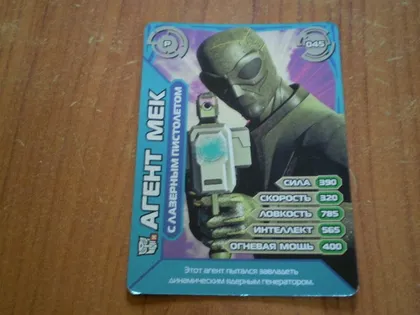 P
045
АГЕНТ МЕК
С ЛАЗЕРНЫМ ПИСТОЛЕТОМ
СИЛА 390
СКОРОСТЬ 320
ЛОВКОСТЬ 785
ИНТЕЛЛЕКТ 565
ОГНЕВАЯ МОЩЬ 400
Этот агент пытался завладеть
динамическим ядерным генератором.